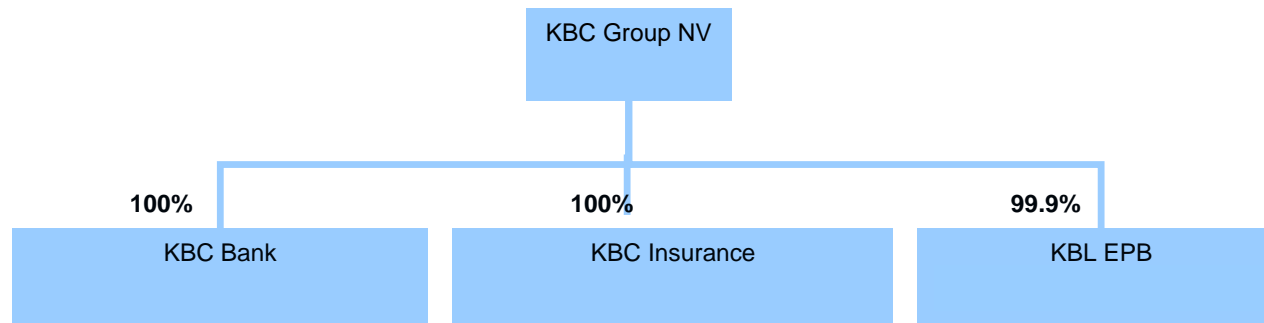 KBC Group NV
100%
100%
99.9%
KBC Bank
KBC Insurance
KBL EPB